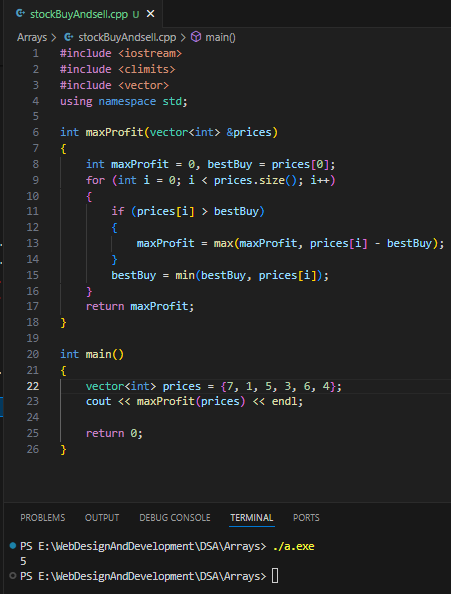 stockBuyAndsell.cpp U ×
Arrays > stockBuyAndsell.cpp > main()
1 #include <iostream>
2 #include <climits>
3 #include <vector>
4 using namespace std;
5
6 int maxProfit(vector<int> &prices)
7 {
8     int maxProfit = 0, bestBuy = prices[0];
9     for (int i = 0; i < prices.size(); i++)
10     {
11         if (prices[i] > bestBuy)
12         {
13             maxProfit = max(maxProfit, prices[i] - bestBuy);
14         }
15         bestBuy = min(bestBuy, prices[i]);
16     }
17     return maxProfit;
18 }
19
20 int main()
21 {
22     vector<int> prices = {7, 1, 5, 3, 6, 4};
23     cout << maxProfit(prices) << endl;
24
25     return 0;
26 }
PROBLEMS OUTPUT DEBUG CONSOLE TERMINAL PORTS
PS E:\WebDesignAndDevelopment\DSA\Arrays> ./a.exe
5
PS E:\WebDesignAndDevelopment\DSA\Arrays>